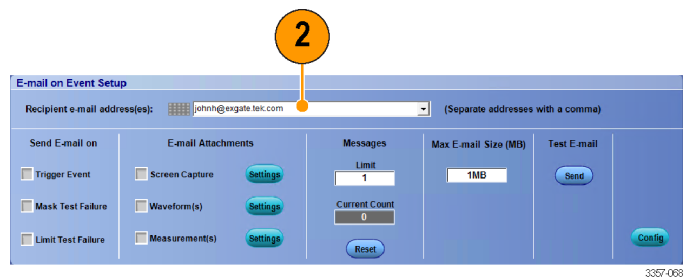 2
E-mail on Event Setup
Recipient e-mail address(es): johnh@exgate.tek.com (Separate addresses with a comma)
Send E-mail on E-mail Attachments Messages Max E-mail Size (MB) Test E-mail
Limit
Trigger Event Screen Capture Settings 1 1MB Send
Mask Test Failure Waveform(s) Settings Current Count
0
Limit Test Failure Measurement(s) Settings Reset Config
3357-068